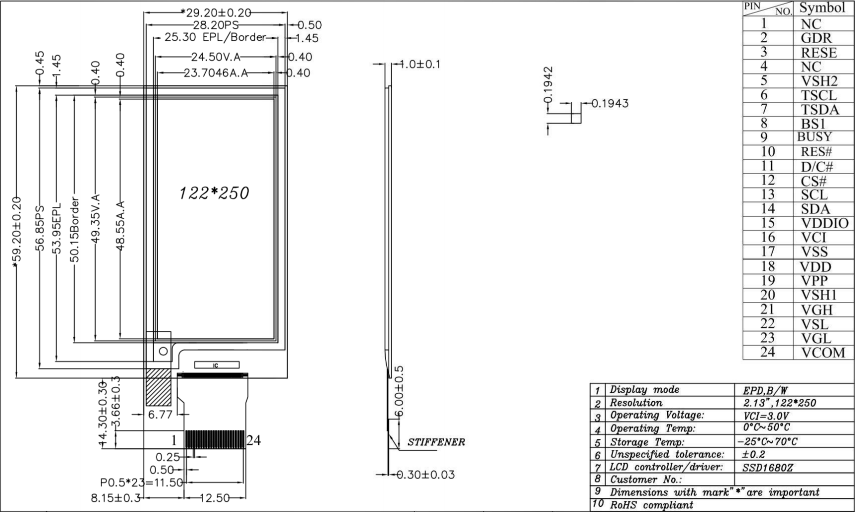 *29.20±0.20
28.20PS
0.50
25.30 EPL/Border
1.45
24.50V.A
0.40
23.7046A.A
0.40
0.45
1.45
0.40
0.40
*59.20±0.20
56.85PS
53.95EPL
50.15Border
49.35V.A
48.55A.A
122*250
IC
6.77
44.30±0.30
3.66±0.3
1
24
0.25
0.50
P0.5*23=11.50
8.15±0.3
12.50
1.0±0.1
6.00±0.5
STIFFENER
0.30±0.03
0.1942
0.1943
PIN NO. Symbol
1 NC
2 GDR
3 RESE
4 NC
5 VSH2
6 TSCL
7 TSDA
8 BS1
9 BUSY
10 RES#
11 D/C#
12 CS#
13 SCL
14 SDA
15 VDDIO
16 VCI
17 VSS
18 VDD
19 VPP
20 VSH1
21 VGH
22 VSL
23 VGL
24 VCOM
1 Display mode EPD,B/W
2 Resolution 2.13",122*250
3 Operating Voltage: VCI=3.0V
4 Operating Temp: 0°C~50°C
5 Storage Temp: -25°C~70°C
6 Unspecified tolerance: ±0.2
7 LCD controller/driver: SSD1680Z
8 Customer No.:
9 Dimensions with mark"*"are important
10 RoHS compliant